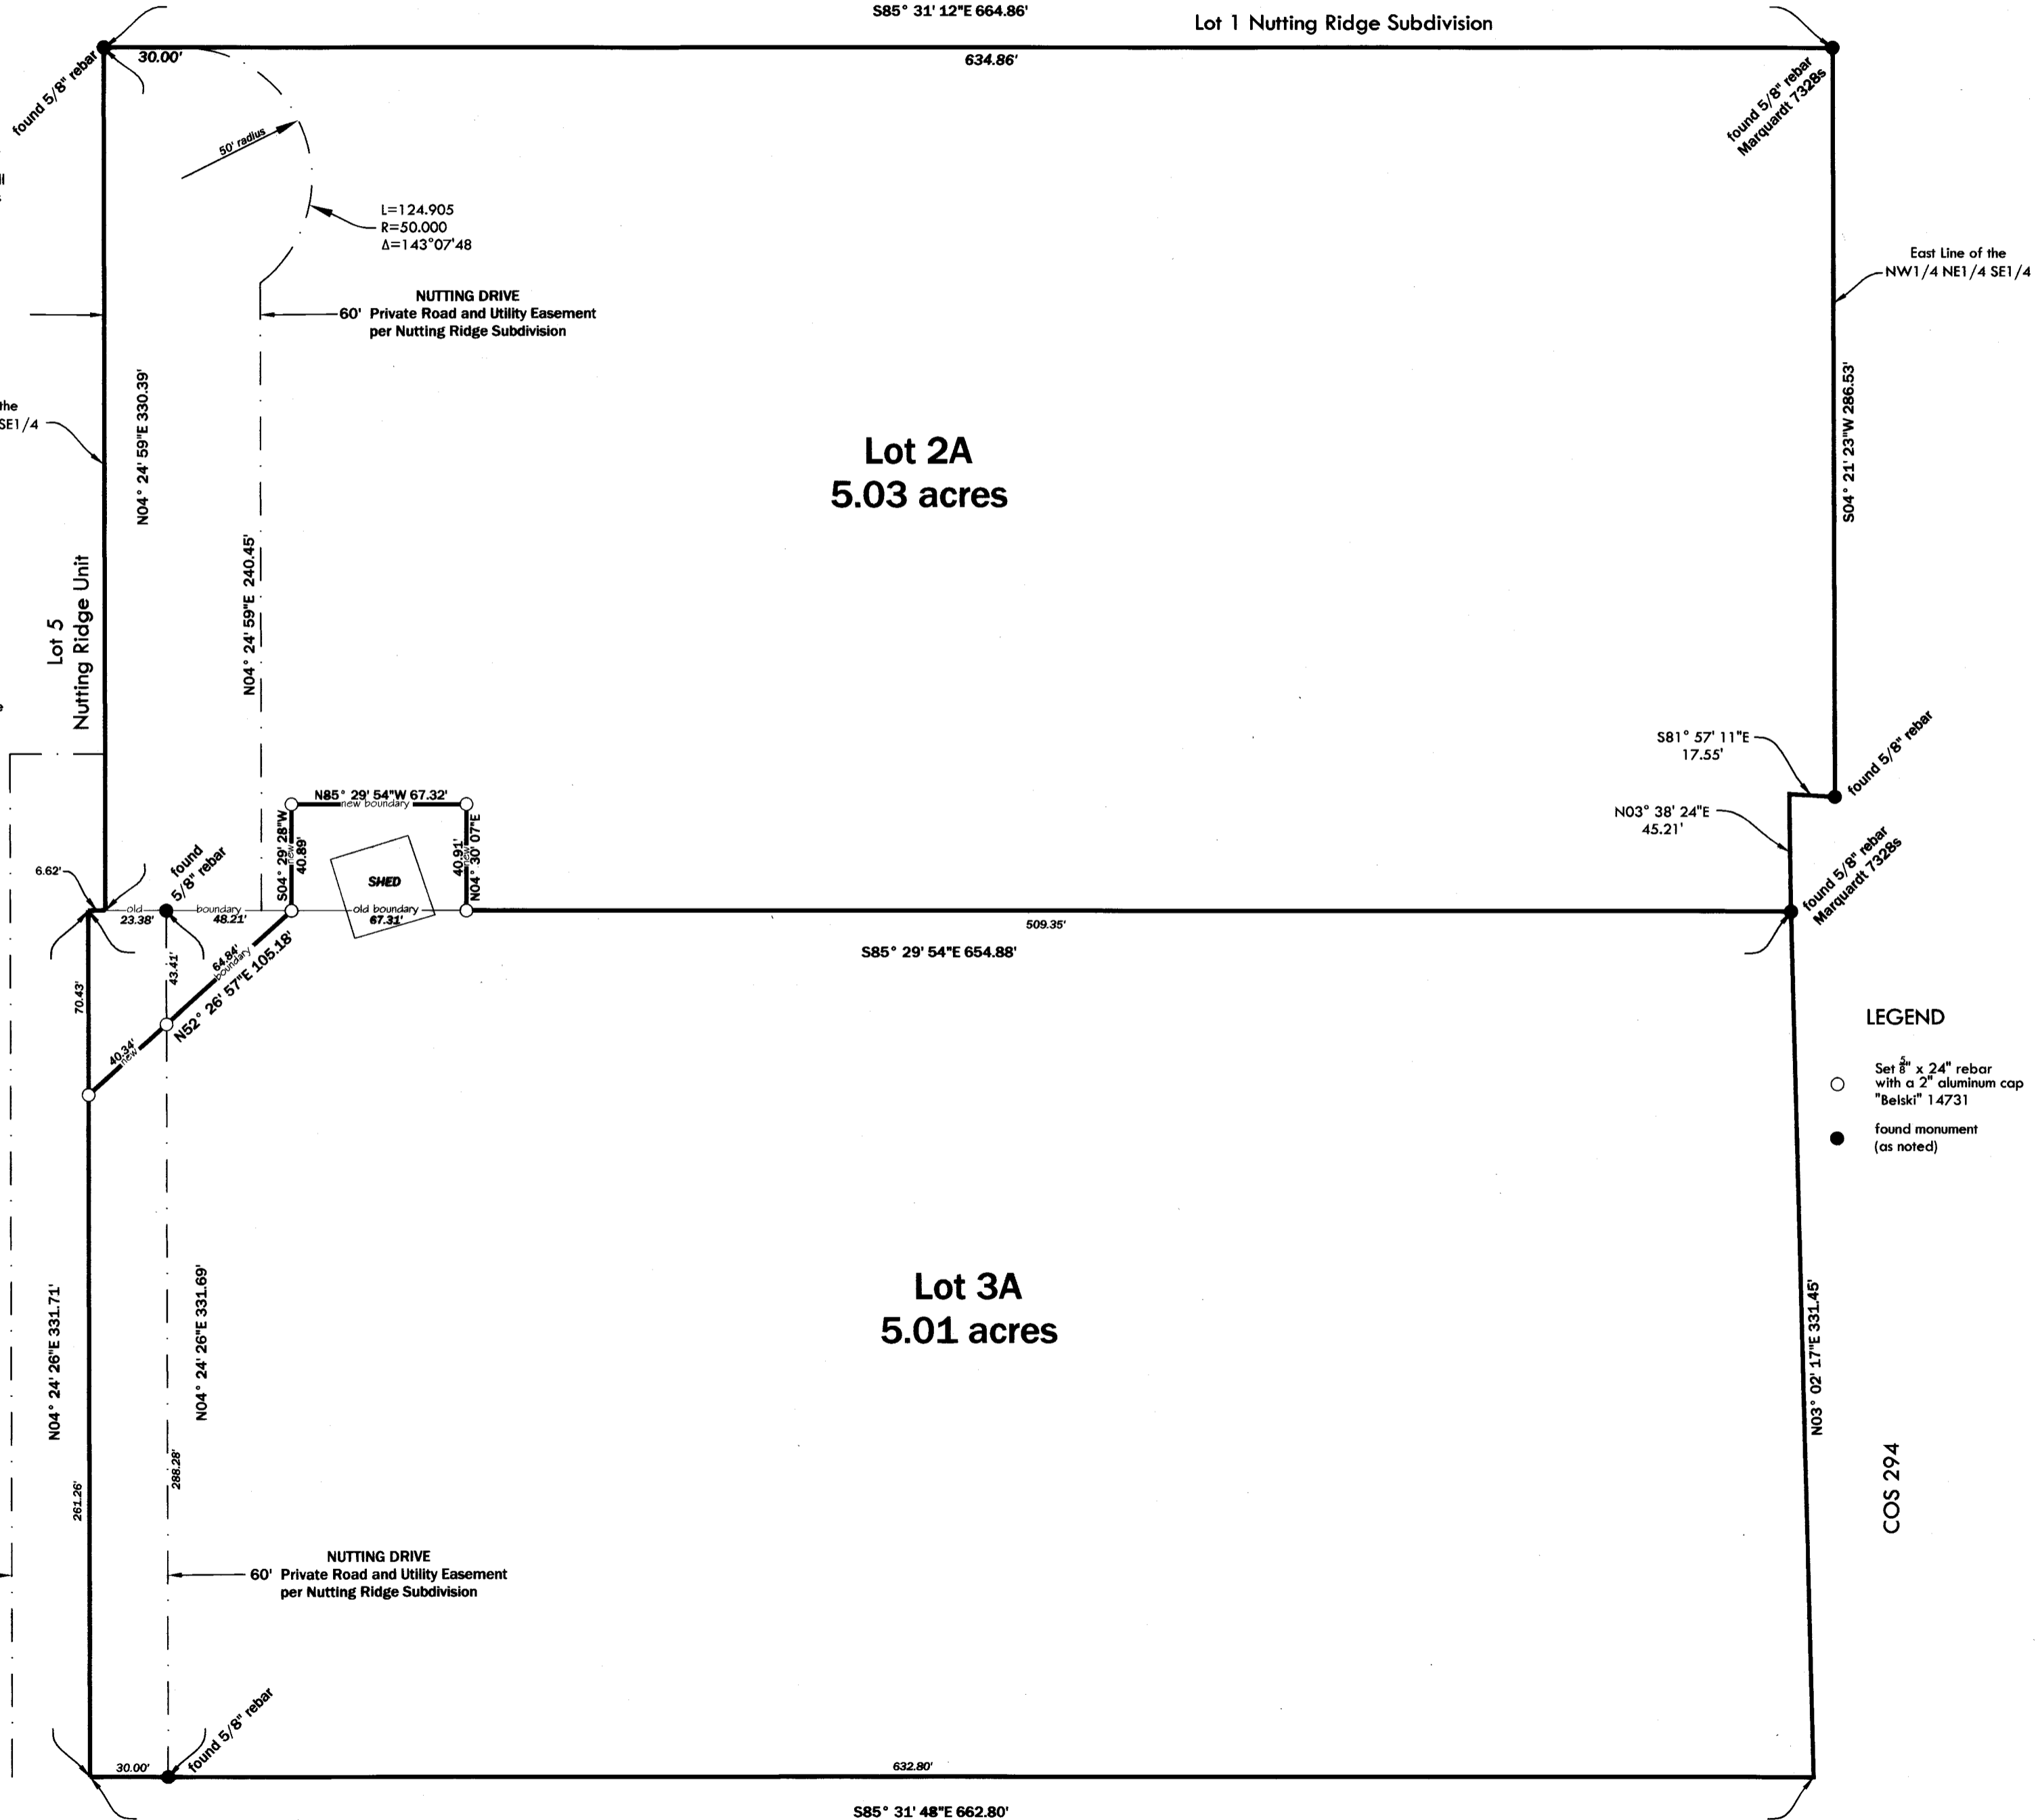 S85° 31' 12"E 664.86'
Lot 1 Nutting Ridge Subdivision
30.00'
634.86'
found 5/8" rebar
found 5/8" rebar
Marquardt 7328s
50' radius
L=124.905
R=50.000
Δ=143°07'48
East Line of the
NW1/4 NE1/4 SE1/4
NUTTING DRIVE
60' Private Road and Utility Easement
per Nutting Ridge Subdivision
N04° 24' 59"E 330.39'
the
SE1/4
S04° 21' 23"W 286.53'
Lot 2A
5.03 acres
N04° 24' 59"E 240.45'
Lot 5
Nutting Ridge Unit
S81° 57' 11"E
17.55'
found 5/8" rebar
N03° 38' 24"E
45.21'
found 5/8" rebar
Marquardt 7328s
N85° 29' 54"W 67.32'
new boundary
S04° 29' 28"W
new
40.89'
40.91'
new
N04° 30' 07"E
SHED
found
5/8" rebar
6.62'
old
boundary
23.38'
48.21'
old boundary
67.31'
509.35'
S85° 29' 54"E 654.88'
70.43'
43.41'
64.84'
boundary
N52° 26' 57"E 105.18'
40.34'
new
LEGEND
Set 5/8" x 24" rebar
with a 2" aluminum cap
"Belski" 14731
found monument
(as noted)
Lot 3A
5.01 acres
N04° 24' 26"E 331.71'
N04° 24' 26"E 331.69'
N03° 02' 17"E 331.45'
261.26'
288.28'
COS 294
NUTTING DRIVE
60' Private Road and Utility Easement
per Nutting Ridge Subdivision
found 5/8" rebar
30.00'
632.80'
S85° 31' 48"E 662.80'